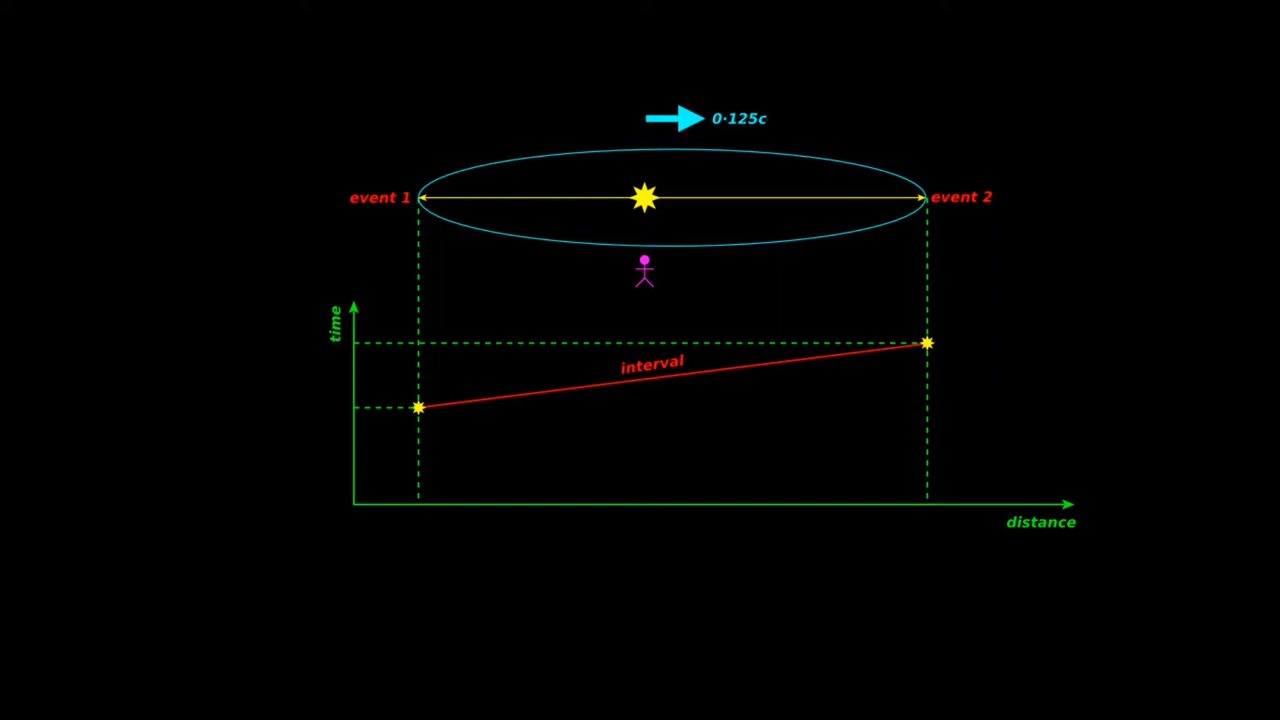 0·125c
event 1
event 2
time
interval
distance